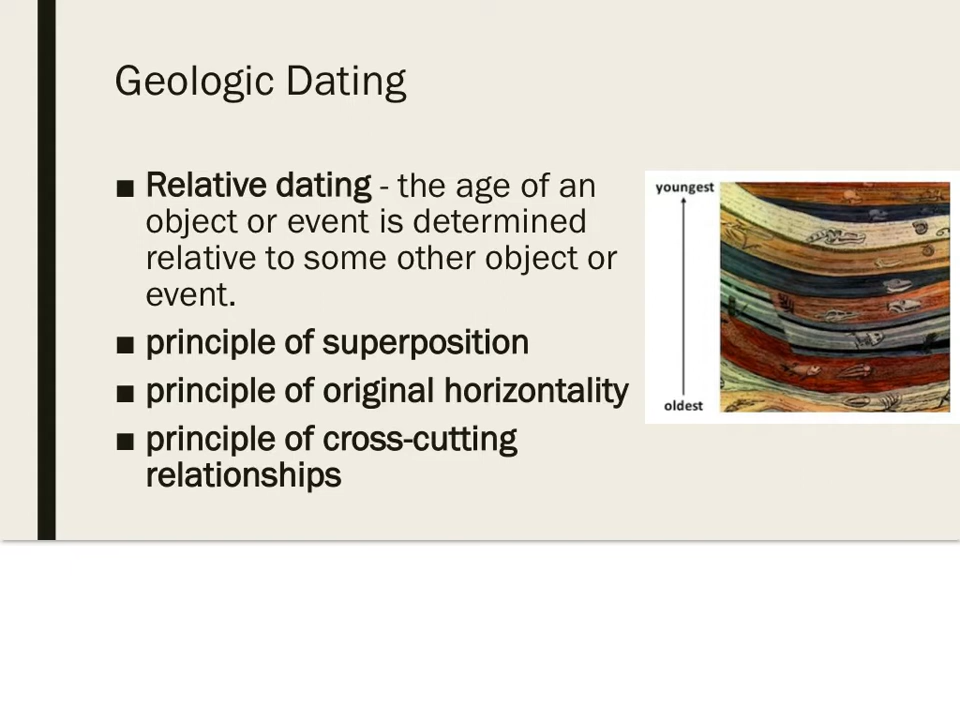 Geologic Dating
■ Relative dating - the age of an
object or event is determined
relative to some other object or
event.
■ principle of superposition
■ principle of original horizontality
■ principle of cross-cutting
relationships
youngest
oldest